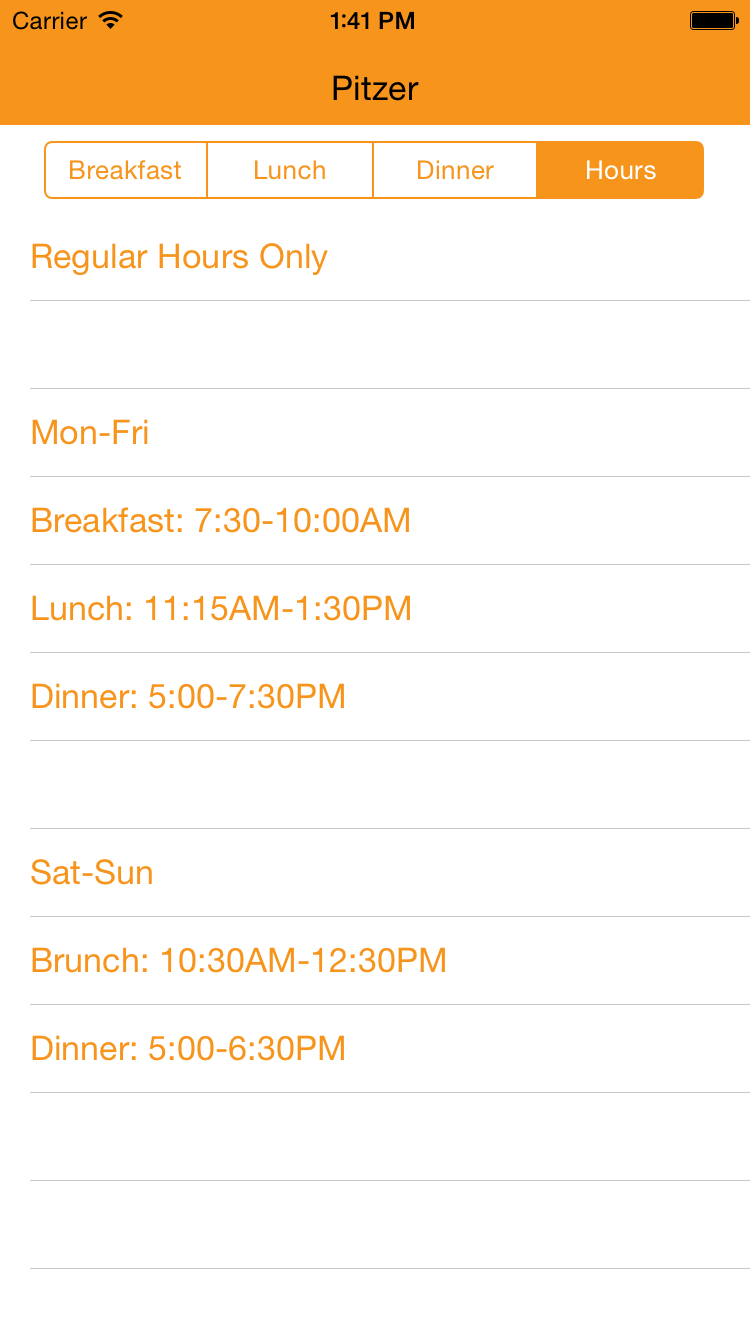 Carrier 1:41 PM
Pitzer
Breakfast Lunch Dinner Hours
Regular Hours Only
Mon-Fri
Breakfast: 7:30-10:00AM
Lunch: 11:15AM-1:30PM
Dinner: 5:00-7:30PM
Sat-Sun
Brunch: 10:30AM-12:30PM
Dinner: 5:00-6:30PM